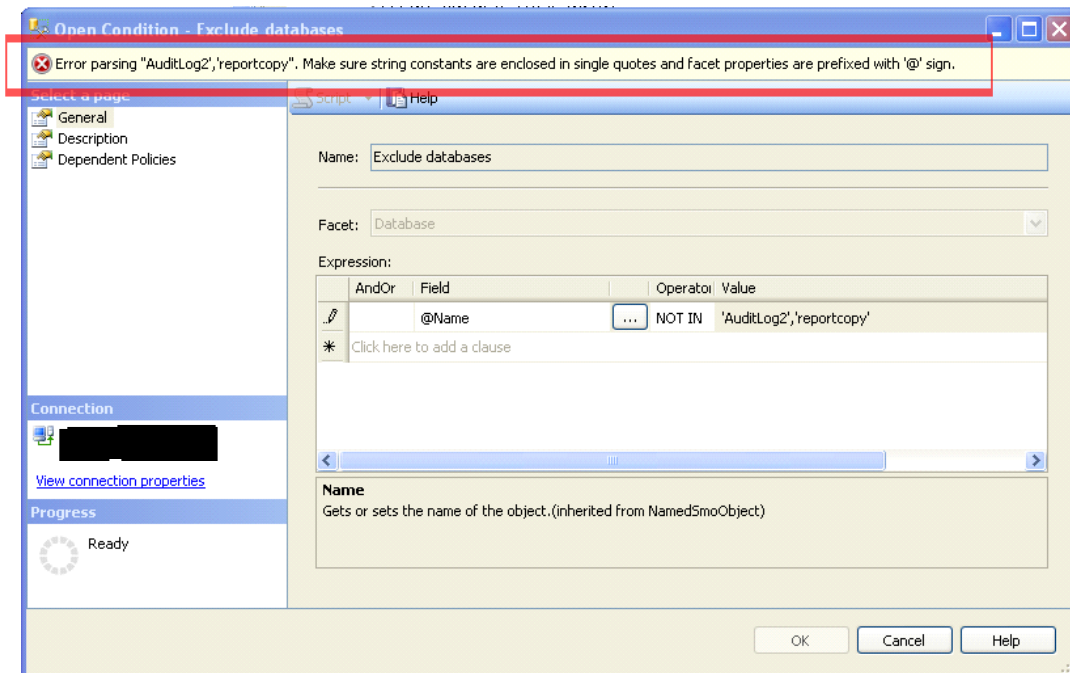 Open Condition - Exclude databases
Error parsing "AuditLog2','reportcopy". Make sure string constants are enclosed in single quotes and facet properties are prefixed with '@' sign.
Select a page
General
Description
Dependent Policies
Script Help
Name: Exclude databases
Facet: Database
Expression:
AndOr Field Operator Value
@Name ... NOT IN 'AuditLog2','reportcopy'
Click here to add a clause
Connection
View connection properties
Name
Gets or sets the name of the object.(inherited from NamedSmoObject)
Progress
Ready
OK Cancel Help